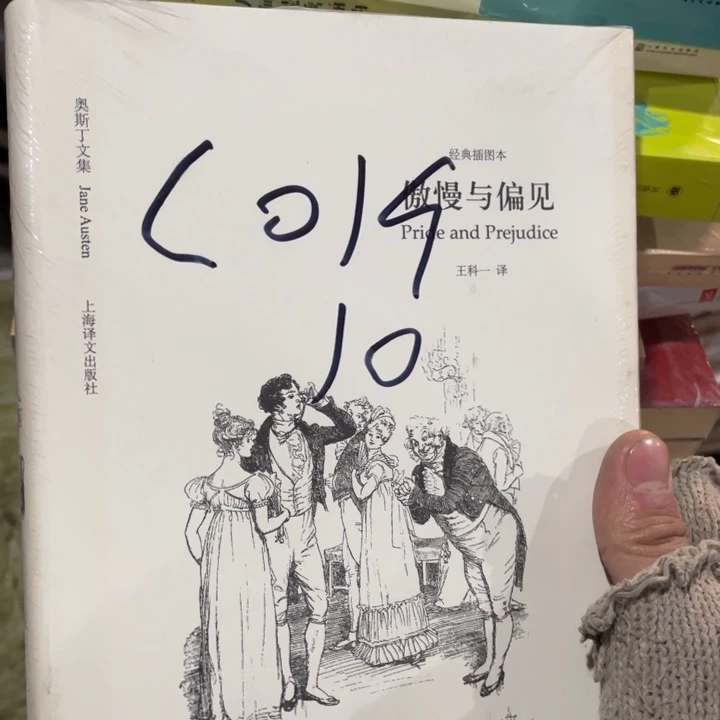 奥斯丁文集 Jane Austen
上海译文出版社
经典插图本
傲慢与偏见
Pride and Prejudice
王科一 译
C019
10